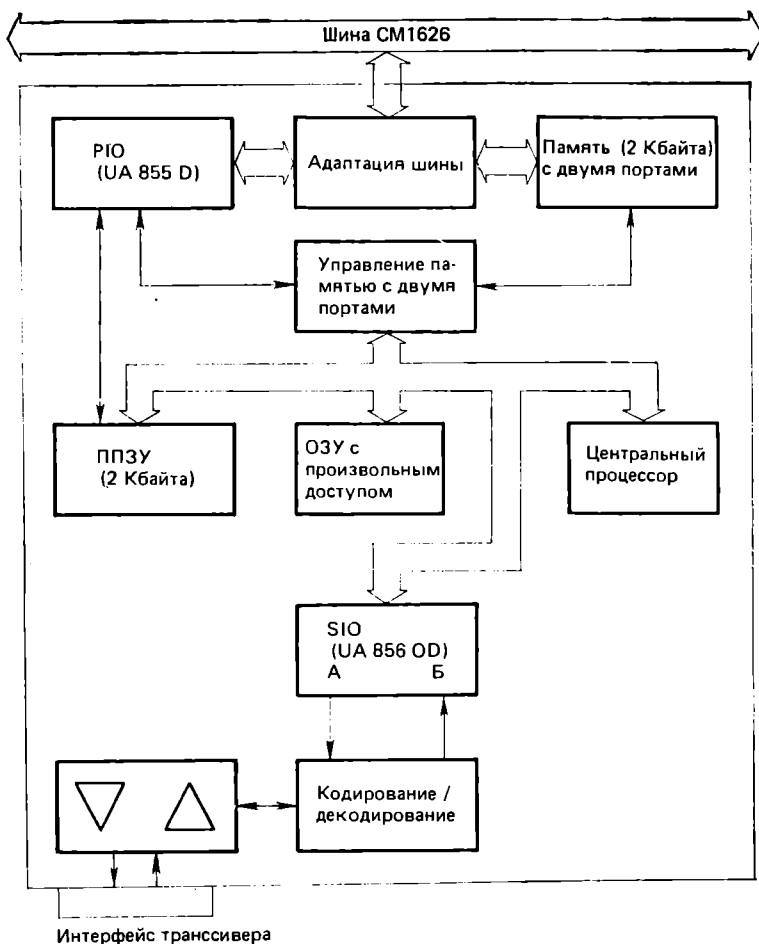 Шина СМ1626
PIO
(UA 855 D)
Адаптация шины
Память (2 Кбайта)
с двумя портами
Управление па-
мятью с двумя
портами
ППЗУ
(2 Кбайта)
ОЗУ с
произвольным
доступом
Центральный
процессор
SIO
(UA 856 OD)
А Б
Кодирование /
декодирование
Интерфейс транссивера